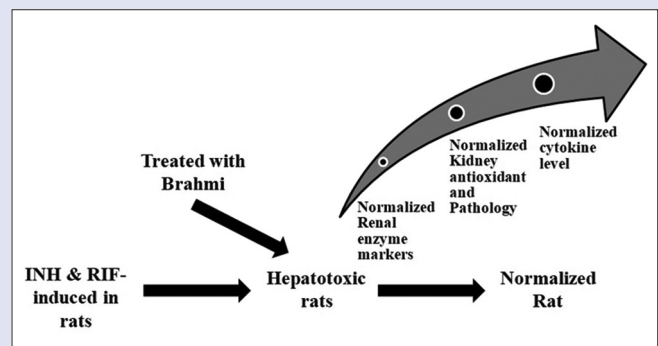 Treated with
Brahmi
INH & RIF-
induced in
rats
Hepatotoxic
rats
Normalized
Renal
enzyme
markers
Normalized
Kidney
antioxidant
and
Pathology
Normalized
cytokine
level
Normalized
Rat